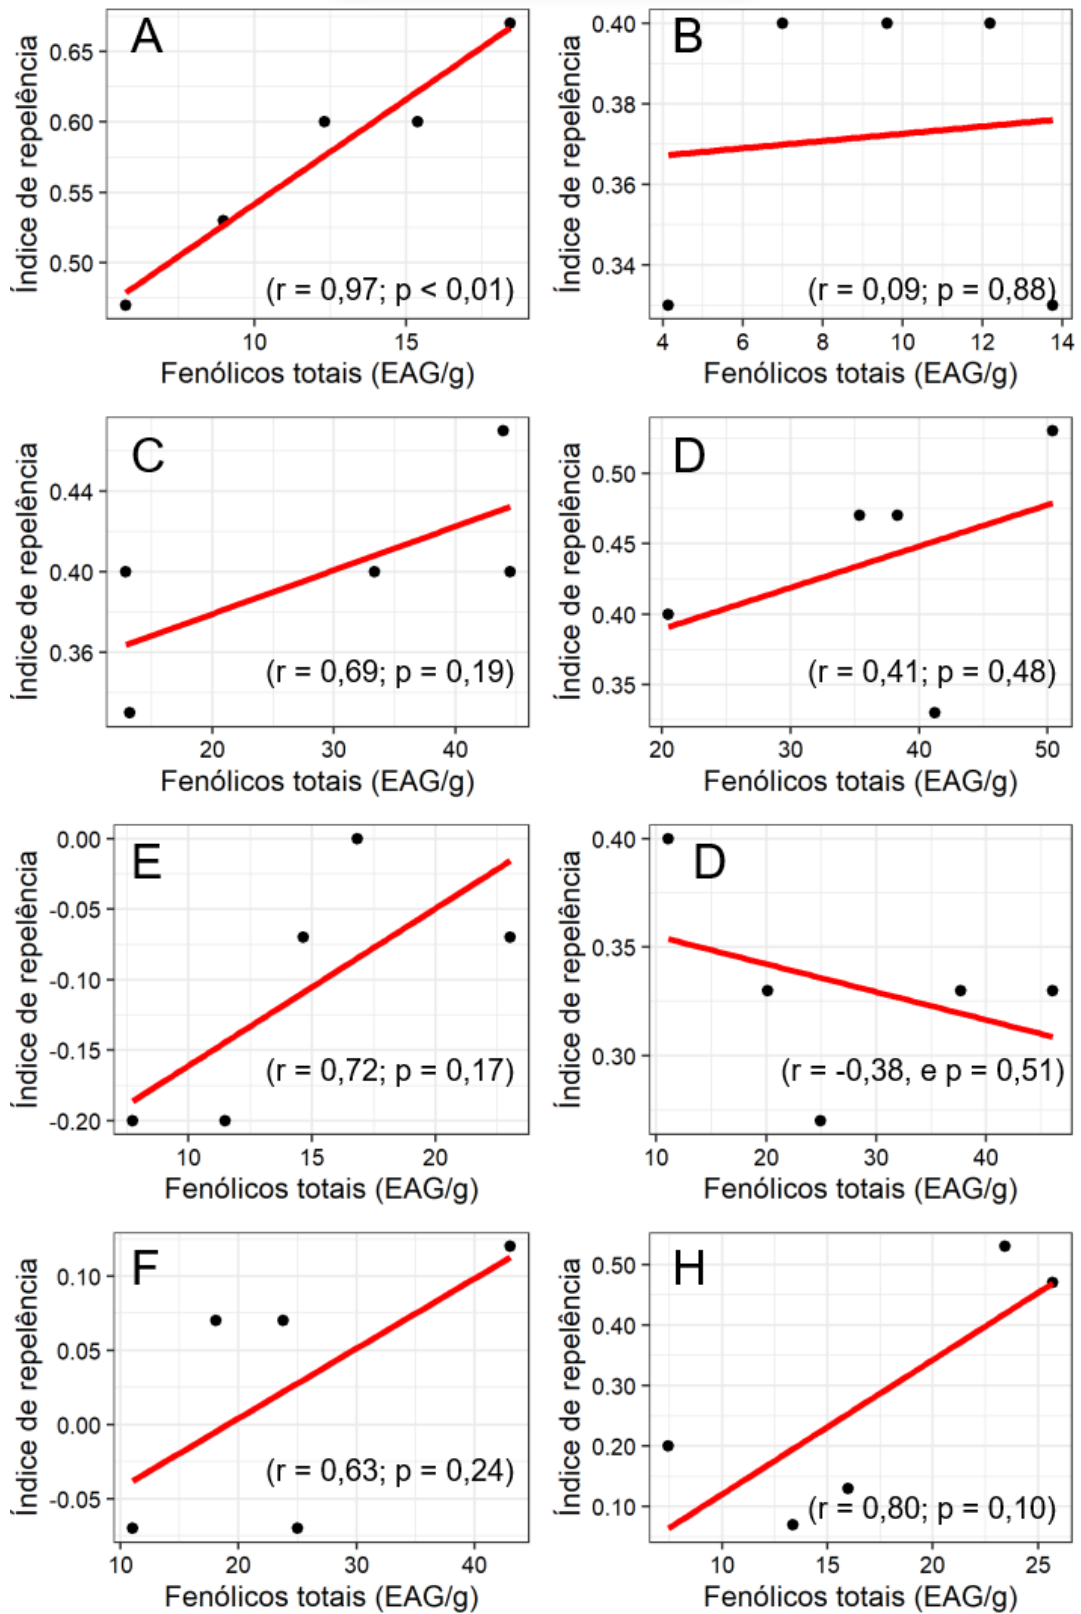 A
Índice de repelência
0.65
0.60
0.55
0.50
(r = 0,97; p < 0,01)
10
15
Fenólicos totais (EAG/g)
B
Índice de repelência
0.40
0.38
0.36
0.34
(r = 0,09; p = 0,88)
4
6
8
10
12
14
Fenólicos totais (EAG/g)
C
Índice de repelência
0.44
0.40
0.36
(r = 0,69; p = 0,19)
20
30
40
Fenólicos totais (EAG/g)
D
Índice de repelência
0.50
0.45
0.40
0.35
(r = 0,41; p = 0,48)
20
30
40
50
Fenólicos totais (EAG/g)
E
Índice de repelência
0.00
-0.05
-0.10
-0.15
-0.20
(r = 0,72; p = 0,17)
10
15
20
Fenólicos totais (EAG/g)
D
Índice de repelência
0.40
0.35
0.30
(r = -0,38, e p = 0,51)
10
20
30
40
Fenólicos totais (EAG/g)
F
Índice de repelência
0.10
0.05
0.00
-0.05
(r = 0,63; p = 0,24)
10
20
30
40
Fenólicos totais (EAG/g)
H
Índice de repelência
0.50
0.40
0.30
0.20
0.10
(r = 0,80; p = 0,10)
10
15
20
25
Fenólicos totais (EAG/g)